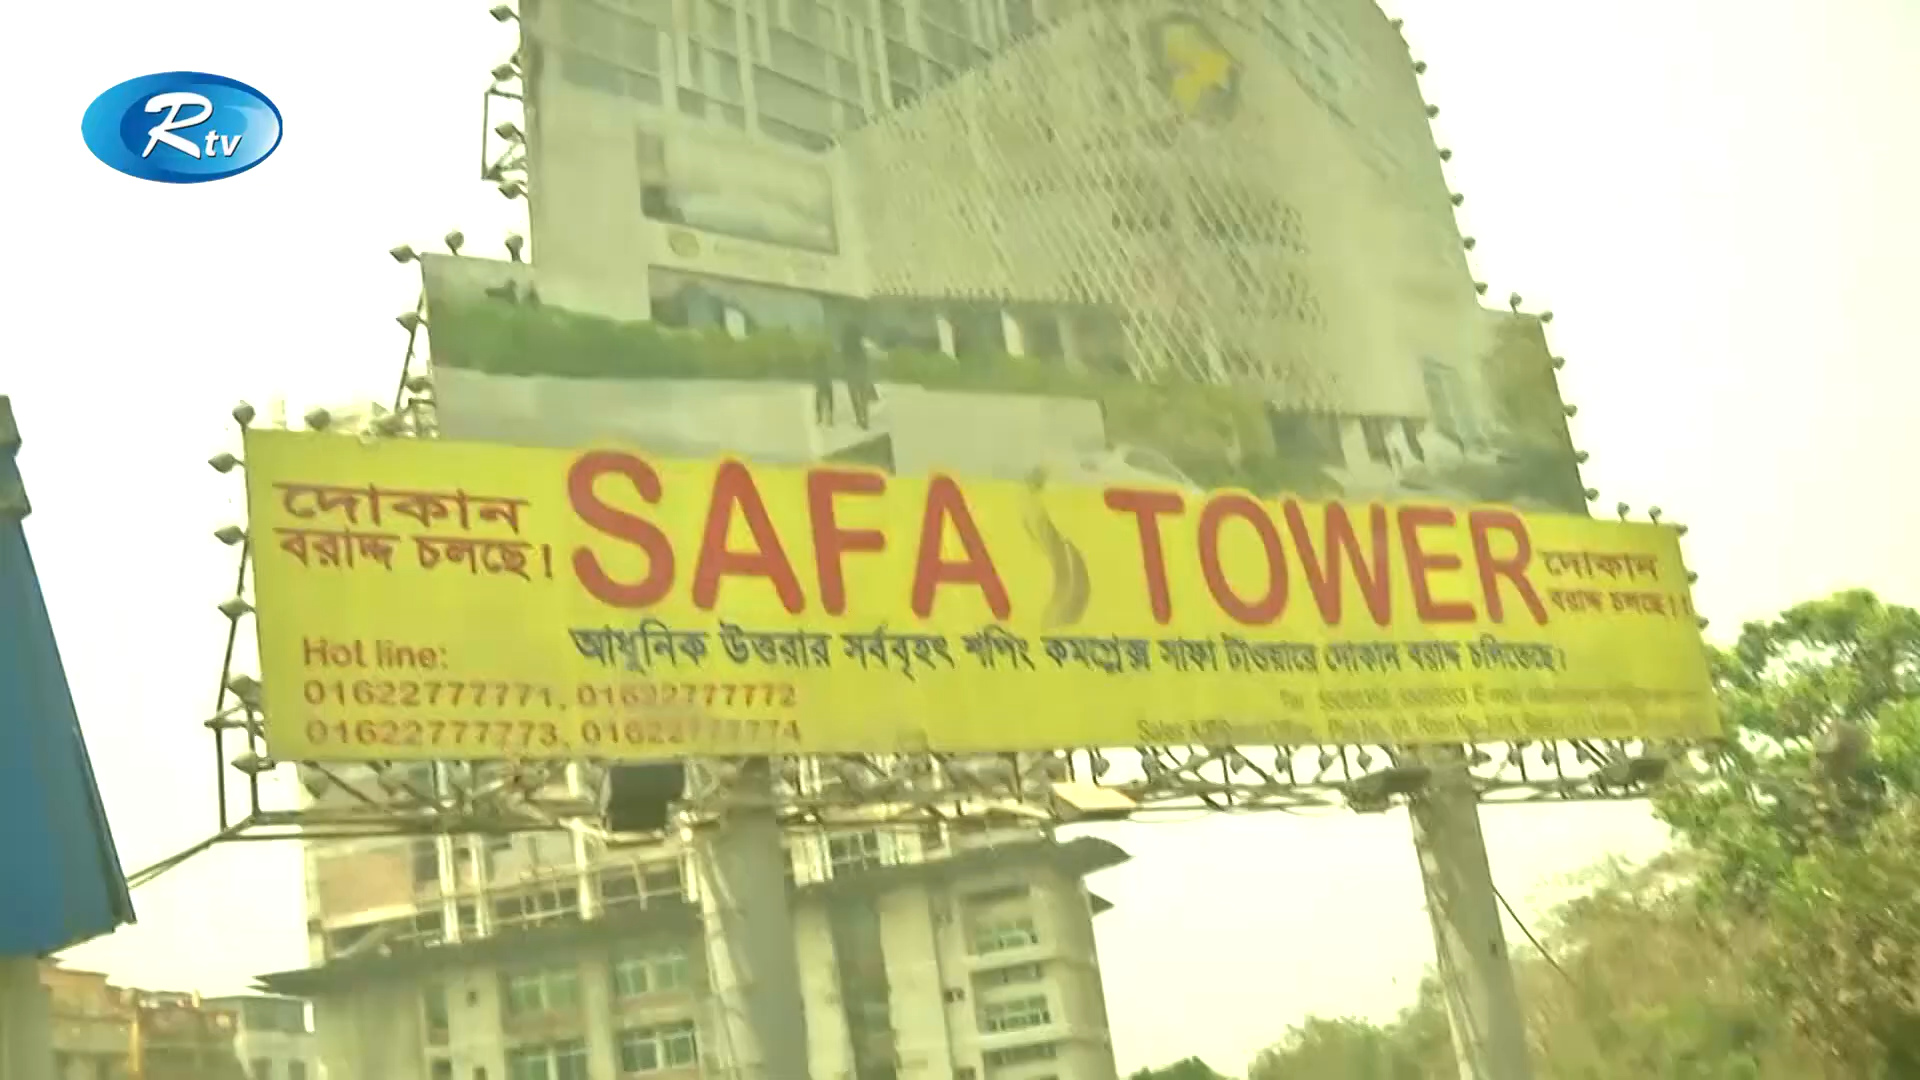 Rtv
দোকান
বরাদ্দ চলছে!
SAFA TOWER
দোকান
বরাদ্দ চলছে!!
আধুনিক উত্তরার সর্ববৃহৎ শপিং কমপ্লেক্স সাফা টাওয়ারে দোকান বরাদ্দ চলিতেছে।
Hot line:
01622777771, 01622777772
01622777773, 01622777774